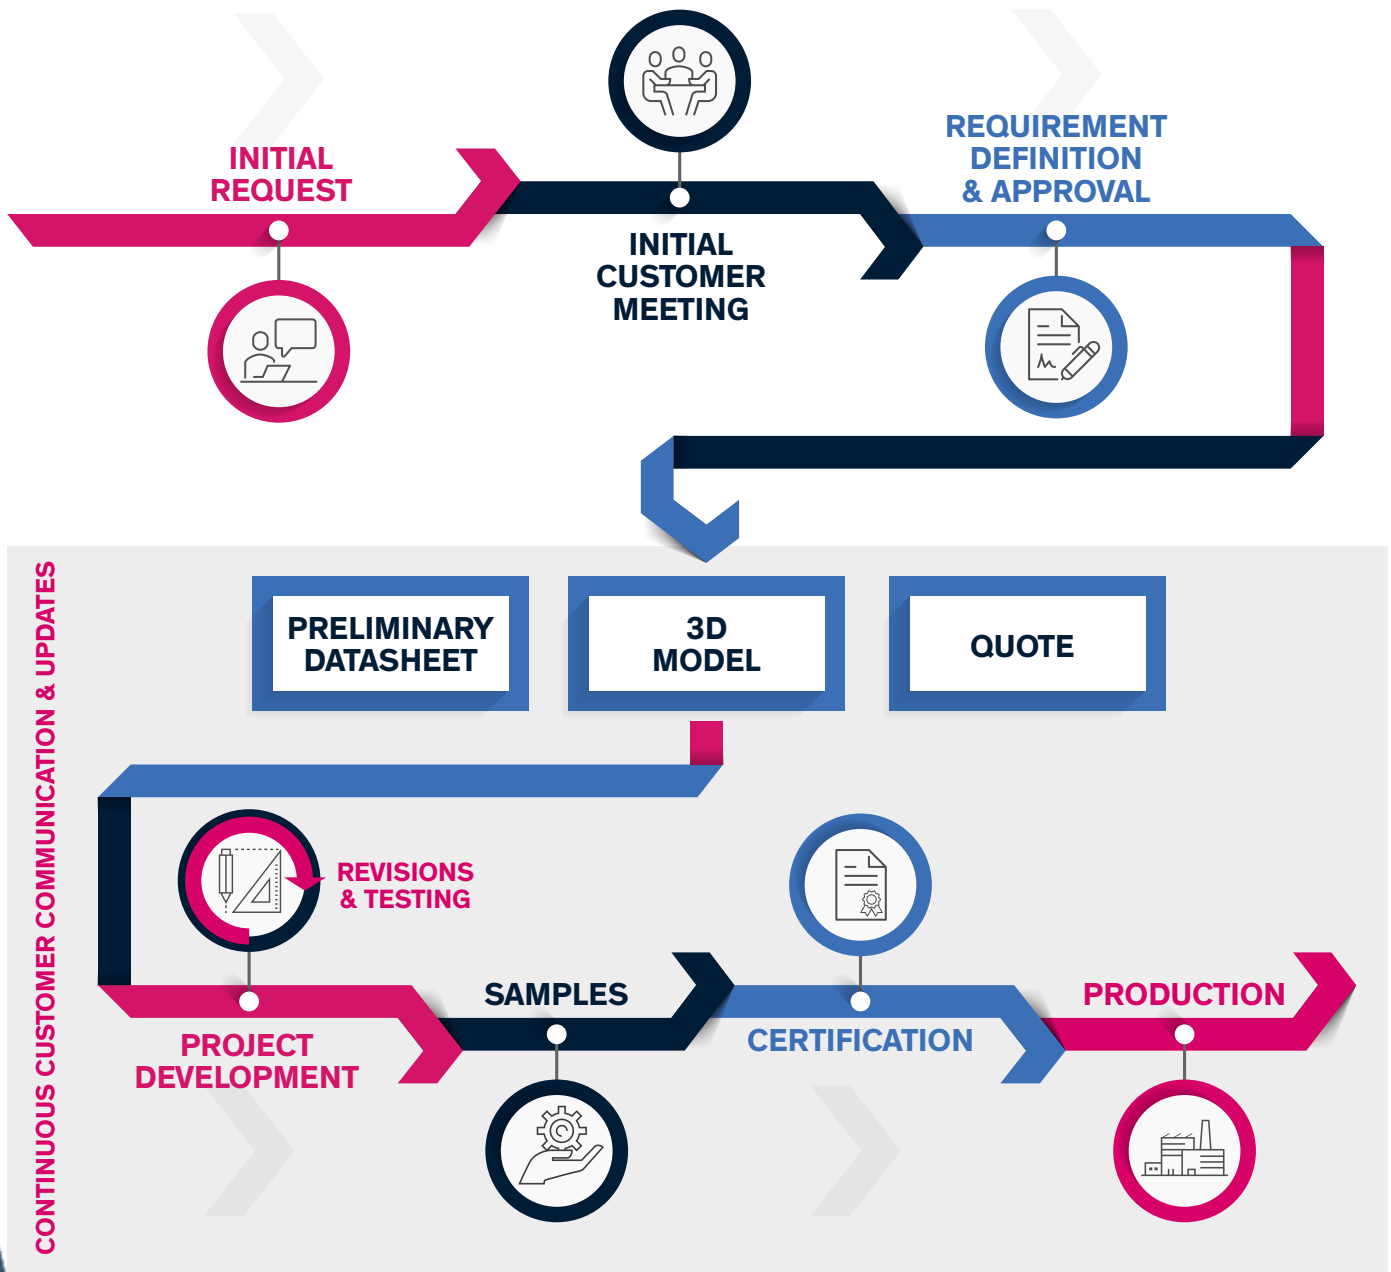 INITIAL
REQUEST
INITIAL
CUSTOMER
MEETING
REQUIREMENT
DEFINITION
& APPROVAL
CONTINUOUS CUSTOMER COMMUNICATION & UPDATES
PRELIMINARY
DATASHEET
3D
MODEL
QUOTE
REVISIONS
& TESTING
PROJECT
DEVELOPMENT
SAMPLES
CERTIFICATION
PRODUCTION